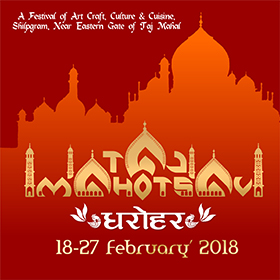 A Festival of Art Craft, Culture & Cuisine,
Shilpgram, Near Eastern Gate of Taj Mahal
TAJ
MAHOTSAV
धरोहर
18-27 february 2018